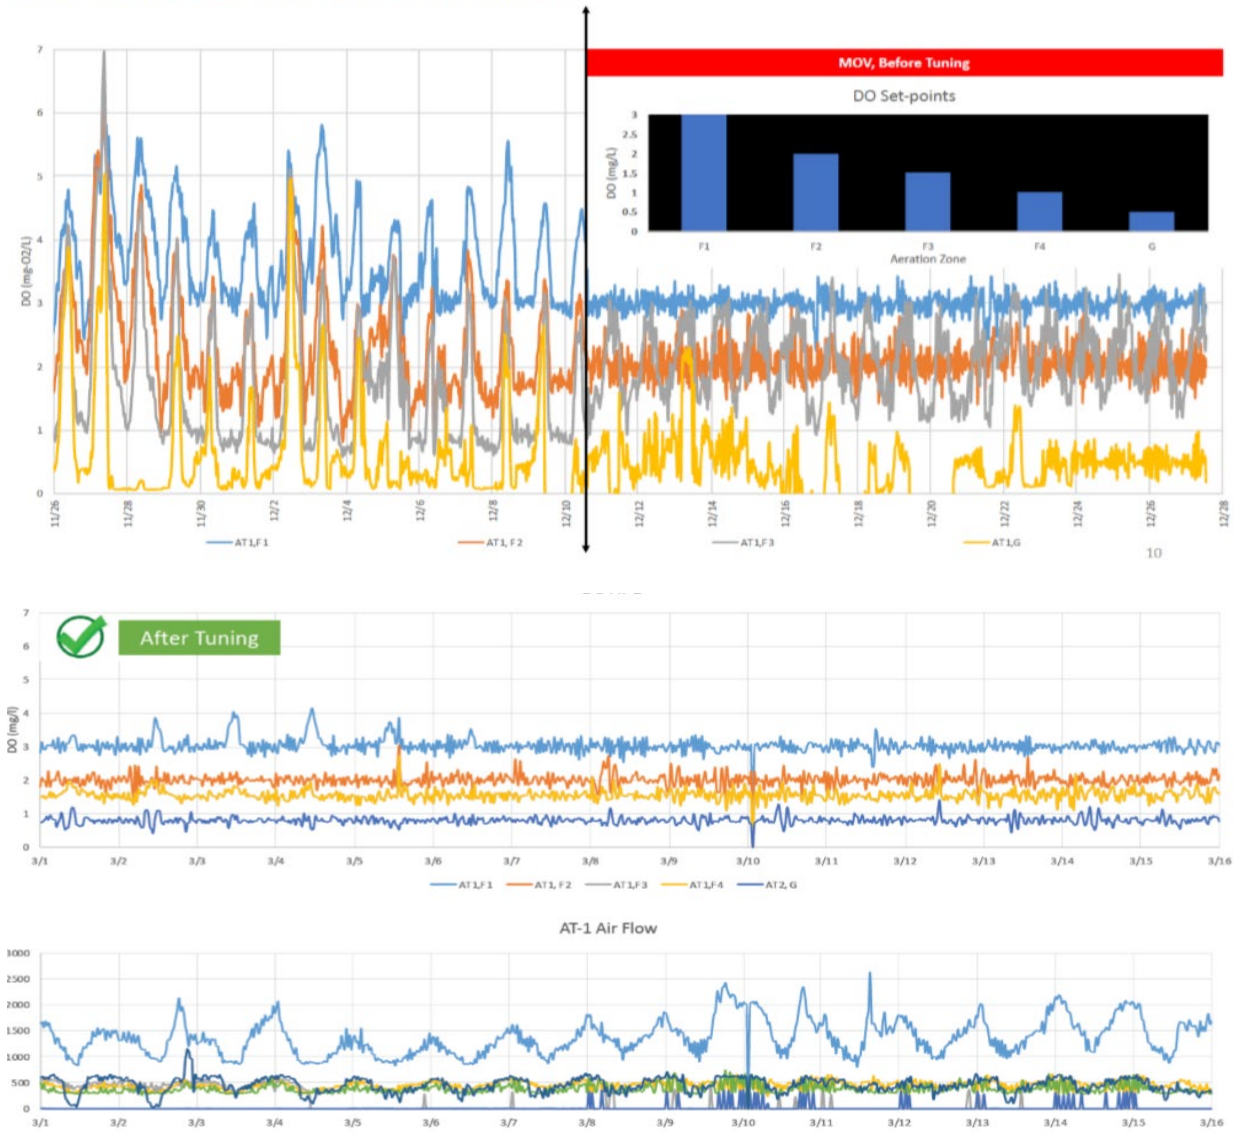 MOV, Before Tuning
DO Set-points
DO (mg/L)
3
2.5
2
1.5
1
0.5
0
F1 F2 F3 F4 G
Aeration Zone
DO (mg-O2/L)
7
6
5
4
3
2
1
0
11/26 11/28 11/30 12/2 12/4 12/6 12/8 12/10 12/12 12/14 12/16 12/18 12/20 12/22 12/24 12/26 12/28
AT1,F1 AT1, F2 AT1,F3 AT1,G
10
After Tuning
DO (mg/l)
7
6
5
4
3
2
1
0
3/1 3/2 3/3 3/4 3/5 3/6 3/7 3/8 3/9 3/10 3/11 3/12 3/13 3/14 3/15 3/16
AT1,F1 AT1, F2 AT1,F3 AT1,F4 AT2, G
AT-1 Air Flow
3000
2500
2000
1500
1000
500
0
3/1 3/2 3/3 3/4 3/5 3/6 3/7 3/8 3/9 3/10 3/11 3/12 3/13 3/14 3/15 3/16